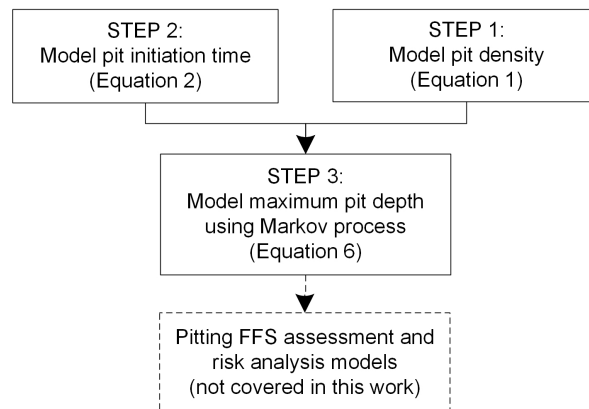 STEP 2:
Model pit initiation time
(Equation 2)
STEP 1:
Model pit density
(Equation 1)
STEP 3:
Model maximum pit depth
using Markov process
(Equation 6)
Pitting FFS assessment and
risk analysis models
(not covered in this work)